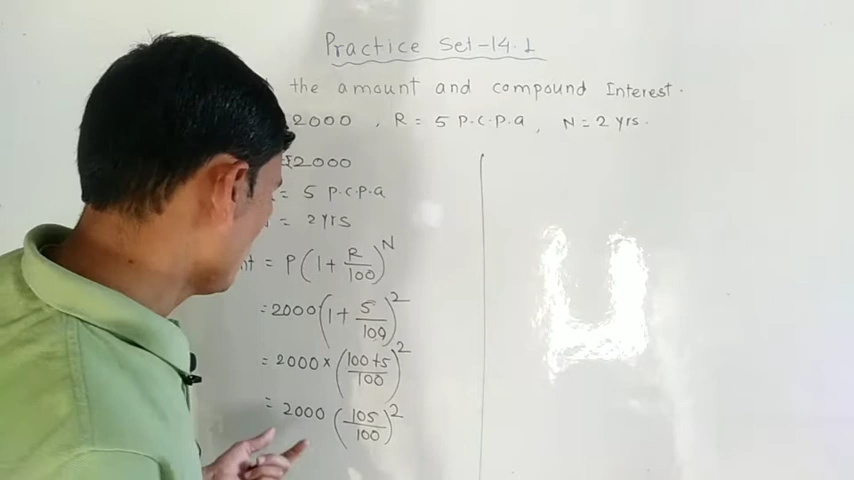 Practice Set-14.1
the amount and compound Interest.
2000, R = 5 p.c.p.a, N = 2 yrs.
=₹2000
= 5 p.c.p.a
= 2 yrs
nt = P(1 + R/100)^N
= 2000(1 + 5/100)^2
= 2000 × (100+5/100)^2
= 2000 (105/100)^2